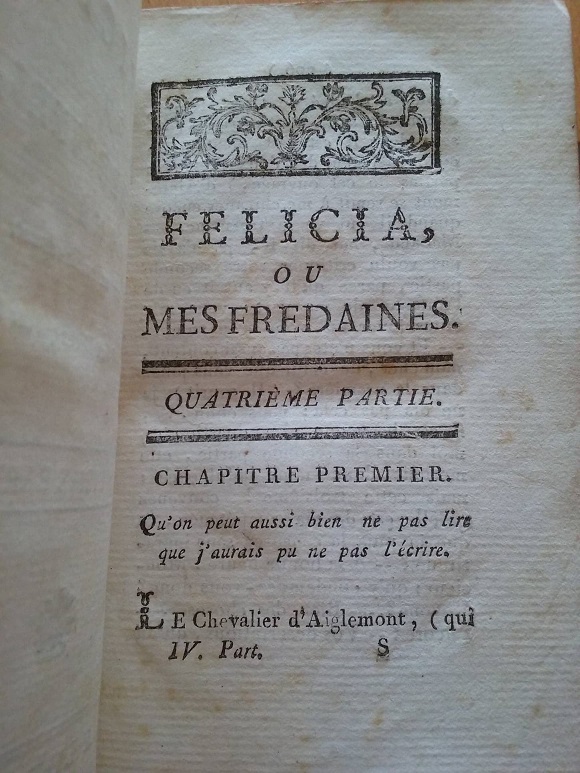 FELICIA,
OU
MES FREDAINES.
QUATRIÈME PARTIE.
CHAPITRE PREMIER.
Qu'on peut aussi bien ne pas lire
que j'aurais pu ne pas l'écrire.
LE Chevalier d'Aiglemont, (qui
IV. Part. S